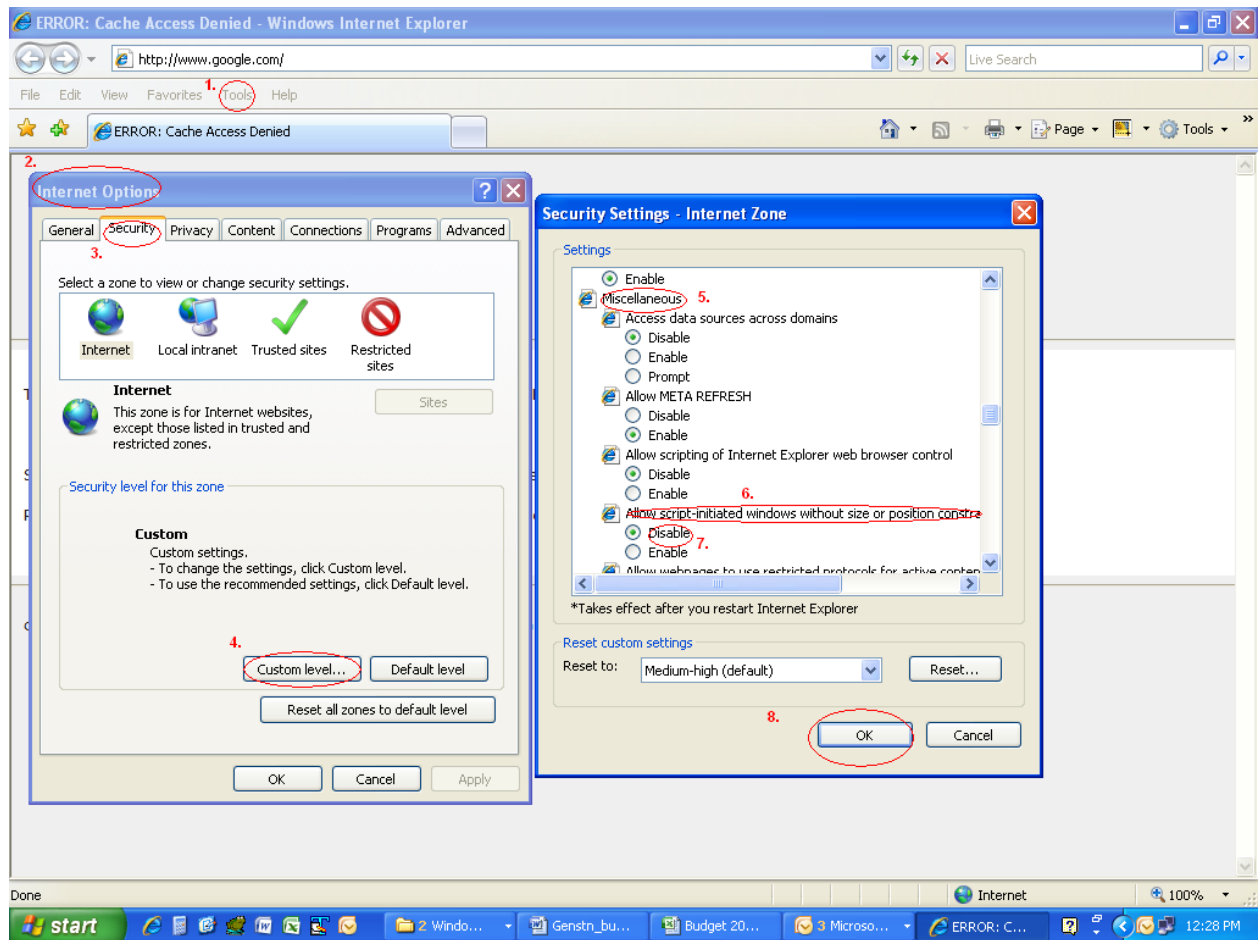 ERROR: Cache Access Denied - Windows Internet Explorer
http://www.google.com/
Live Search
1.
File Edit View Favorites Tools Help
ERROR: Cache Access Denied
Page Tools
2.
Internet Options
General Security Privacy Content Connections Programs Advanced
3.
Select a zone to view or change security settings.
Internet Local intranet Trusted sites Restricted sites
Internet
Sites
This zone is for Internet websites,
except those listed in trusted and
restricted zones.
Security level for this zone
Custom
Custom settings.
- To change the settings, click Custom level.
- To use the recommended settings, click Default level.
4.
Custom level... Default level
Reset all zones to default level
OK Cancel Apply
Security Settings - Internet Zone
Settings
Enable
Miscellaneous 5.
Access data sources across domains
Disable
Enable
Prompt
Allow META REFRESH
Disable
Enable
Allow scripting of Internet Explorer web browser control
Disable
Enable
6.
Allow script-initiated windows without size or position constra
Disable
7.
Enable
Allow webpages to use restricted protocols for active conten
*Takes effect after you restart Internet Explorer
Reset custom settings
Reset to: Medium-high (default) Reset...
8.
OK Cancel
Done Internet 100%
start 2 Windo... Genstn_bu... Budget 20... 3 Microso... ERROR: C... 12:28 PM